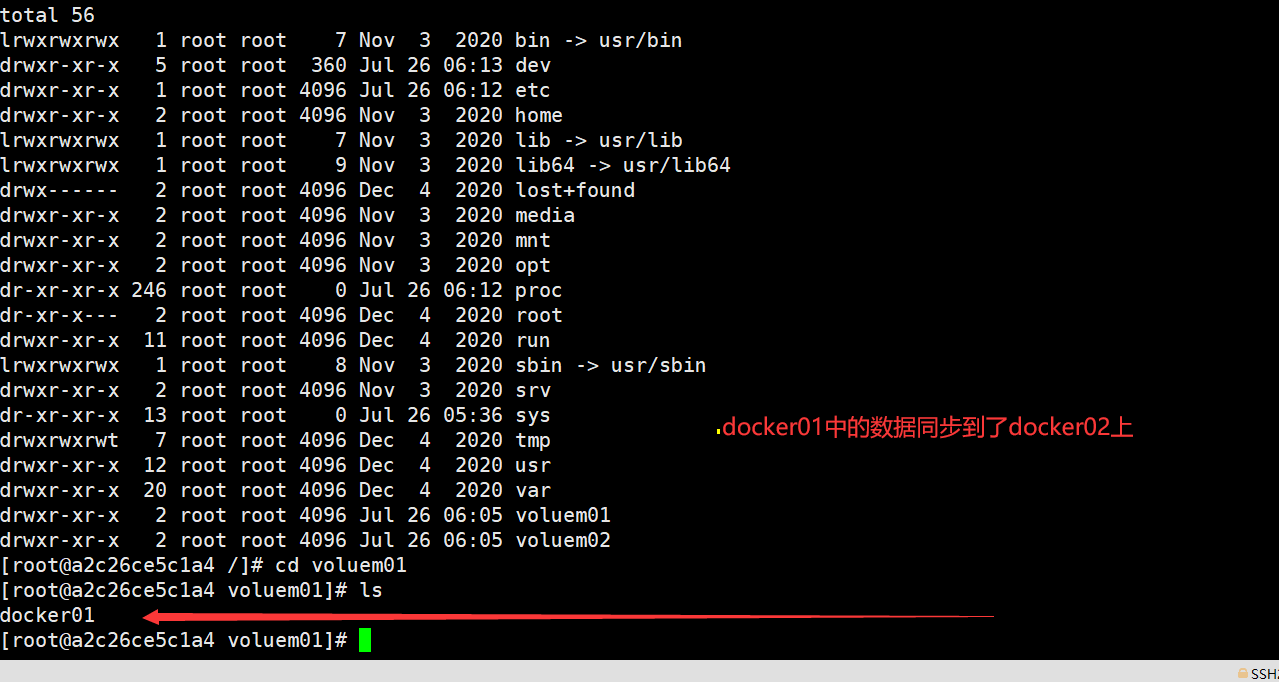 total 56
lrwxrwxrwx   1 root root    7 Nov  3  2020 bin -> usr/bin
drwxr-xr-x   5 root root  360 Jul 26 06:13 dev
drwxr-xr-x   1 root root 4096 Jul 26 06:12 etc
drwxr-xr-x   2 root root 4096 Nov  3  2020 home
lrwxrwxrwx   1 root root    7 Nov  3  2020 lib -> usr/lib
lrwxrwxrwx   1 root root    9 Nov  3  2020 lib64 -> usr/lib64
drwx------   2 root root 4096 Dec  4  2020 lost+found
drwxr-xr-x   2 root root 4096 Nov  3  2020 media
drwxr-xr-x   2 root root 4096 Nov  3  2020 mnt
drwxr-xr-x   2 root root 4096 Nov  3  2020 opt
dr-xr-xr-x 246 root root    0 Jul 26 06:12 proc
dr-xr-x---   2 root root 4096 Dec  4  2020 root
drwxr-xr-x  11 root root 4096 Dec  4  2020 run
lrwxrwxrwx   1 root root    8 Nov  3  2020 sbin -> usr/sbin
drwxr-xr-x   2 root root 4096 Nov  3  2020 srv
dr-xr-xr-x  13 root root    0 Jul 26 05:36 sys
docker01中的数据同步到了docker02上
drwxrwxrwt   7 root root 4096 Dec  4  2020 tmp
drwxr-xr-x  12 root root 4096 Dec  4  2020 usr
drwxr-xr-x  20 root root 4096 Dec  4  2020 var
drwxr-xr-x   2 root root 4096 Jul 26 06:05 voluem01
drwxr-xr-x   2 root root 4096 Jul 26 06:05 voluem02
[root@a2c26ce5c1a4 /]# cd voluem01
[root@a2c26ce5c1a4 voluem01]# ls
docker01
[root@a2c26ce5c1a4 voluem01]#